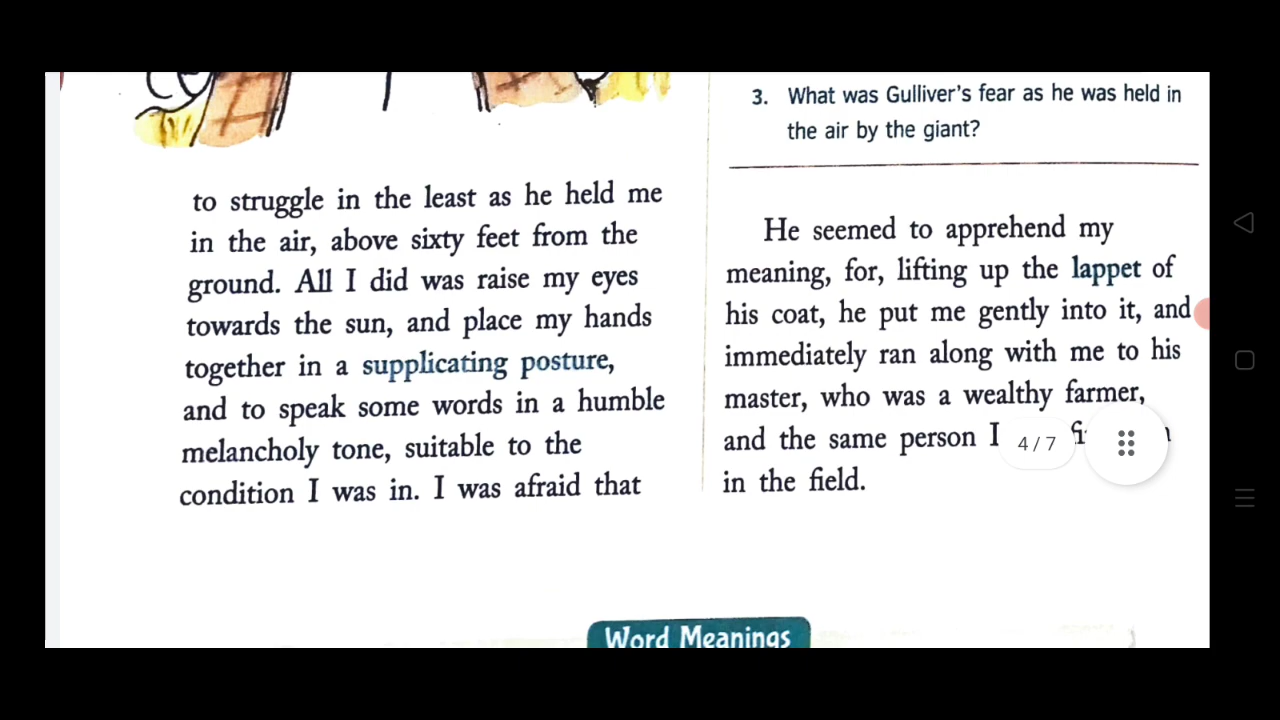 to struggle in the least as he held me
in the air, above sixty feet from the
ground. All I did was raise my eyes
towards the sun, and place my hands
together in a supplicating posture,
and to speak some words in a humble
melancholy tone, suitable to the
condition I was in. I was afraid that
3. What was Gulliver's fear as he was held in
the air by the giant?
He seemed to apprehend my
meaning, for, lifting up the lappet of
his coat, he put me gently into it, and
immediately ran along with me to his
master, who was a wealthy farmer,
and the same person I
in the field.
4 / 7
Word Meanings